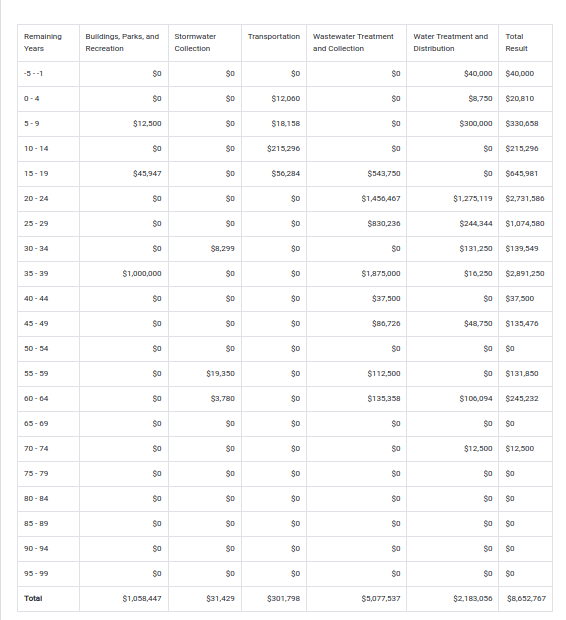 Remaining Years | Buildings, Parks, and Recreation | Stormwater Collection | Transportation | Wastewater Treatment and Collection | Water Treatment and Distribution | Total Result
-5 - -1 | $0 | $0 | $0 | $0 | $40,000 | $40,000
0 - 4 | $0 | $0 | $12,060 | $0 | $8,750 | $20,810
5 - 9 | $12,500 | $0 | $18,158 | $0 | $300,000 | $330,658
10 - 14 | $0 | $0 | $215,296 | $0 | $0 | $215,296
15 - 19 | $45,947 | $0 | $56,284 | $543,750 | $0 | $645,981
20 - 24 | $0 | $0 | $0 | $1,456,467 | $1,275,119 | $2,731,586
25 - 29 | $0 | $0 | $0 | $830,236 | $244,344 | $1,074,580
30 - 34 | $0 | $8,299 | $0 | $0 | $131,250 | $139,549
35 - 39 | $1,000,000 | $0 | $0 | $1,875,000 | $16,250 | $2,891,250
40 - 44 | $0 | $0 | $0 | $37,500 | $0 | $37,500
45 - 49 | $0 | $0 | $0 | $86,726 | $48,750 | $135,476
50 - 54 | $0 | $0 | $0 | $0 | $0 | $0
55 - 59 | $0 | $19,350 | $0 | $112,500 | $0 | $131,850
60 - 64 | $0 | $3,780 | $0 | $135,358 | $106,094 | $245,232
65 - 69 | $0 | $0 | $0 | $0 | $0 | $0
70 - 74 | $0 | $0 | $0 | $0 | $12,500 | $12,500
75 - 79 | $0 | $0 | $0 | $0 | $0 | $0
80 - 84 | $0 | $0 | $0 | $0 | $0 | $0
85 - 89 | $0 | $0 | $0 | $0 | $0 | $0
90 - 94 | $0 | $0 | $0 | $0 | $0 | $0
95 - 99 | $0 | $0 | $0 | $0 | $0 | $0
Total | $1,058,447 | $31,429 | $301,798 | $5,077,537 | $2,183,056 | $8,652,767